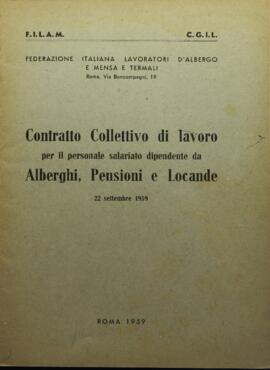 F.I.L.A.M. C.G.I.L.
FEDERAZIONE ITALIANA LAVORATORI D'ALBERGO
E MENSA E TERMALI
Roma, Via Boncompagni, 19
Contratto Collettivo di lavoro
per il personale salariato dipendente da
Alberghi, Pensioni e Locande
22 settembre 1959
ROMA 1959